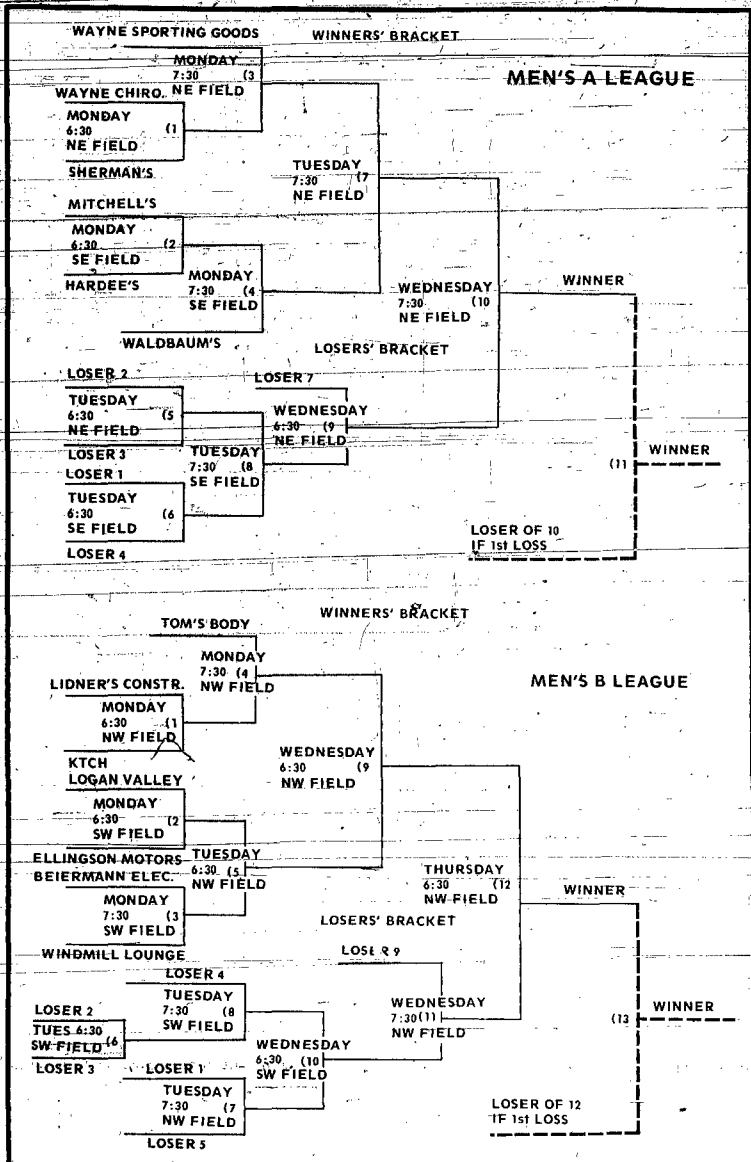 WAYNE SPORTING GOODS
WINNERS' BRACKET
MEN'S A LEAGUE
MONDAY
7:30 (3
NE FIELD
WAYNE CHIRO.
MONDAY
6:30 (1
NE FIELD
SHERMAN'S
TUESDAY
7:30 (7
NE FIELD
MITCHELL'S
MONDAY
6:30 (2
SE FIELD
HARDEE'S
MONDAY
7:30 (4
SE FIELD
WALDBAUM'S
WEDNESDAY
7:30 (10
NE FIELD
WINNER
LOSERS' BRACKET
LOSER 2
TUESDAY
6:30 (5
NE FIELD
LOSER 3
LOSER 7
WEDNESDAY
6:30 (9
NE FIELD
TUESDAY
7:30 (8
SE FIELD
LOSER 1
TUESDAY
6:30 (6
SE FIELD
LOSER 4
(11
WINNER
LOSER OF 10
IF 1st LOSS
WINNERS' BRACKET
MEN'S B LEAGUE
TOM'S BODY
MONDAY
7:30 (4
NW FIELD
LIDNER'S CONSTR.
MONDAY
6:30 (1
NW FIELD
KTCH
WEDNESDAY
6:30 (9
NW FIELD
LOGAN VALLEY
MONDAY
6:30 (2
SW FIELD
ELLINGSON MOTORS
TUESDAY
6:30 (5
NW FIELD
BEIERMANN ELEC.
MONDAY
7:30 (3
SW FIELD
WINDMILL LOUNGE
THURSDAY
6:30 (12
NW FIELD
WINNER
LOSERS' BRACKET
LOSER 9
LOSER 4
TUESDAY
7:30 (8
SW FIELD
LOSER 2
TUES 6:30
SW FIELD (6
LOSER 3
WEDNESDAY
7:30 (11
NW FIELD
WEDNESDAY
6:30 (10
SW FIELD
LOSER 1
TUESDAY
7:30 (7
NW FIELD
LOSER 5
(13
WINNER
LOSER OF 12
IF 1st LOSS